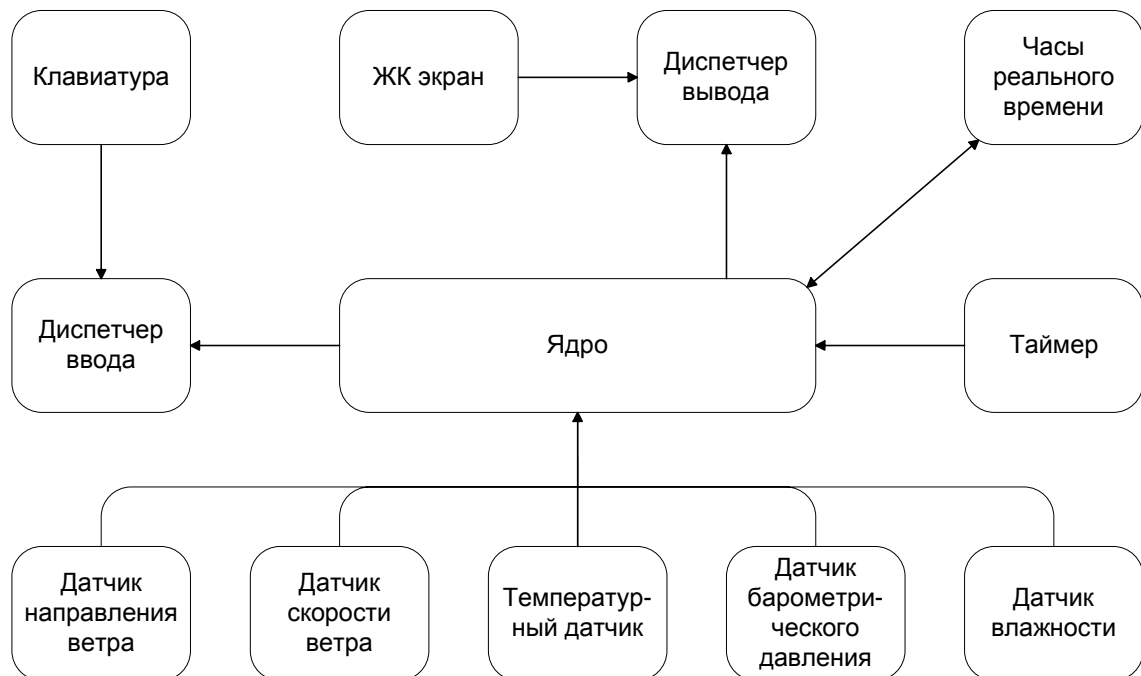 Клавиатура
ЖК экран
Диспетчер
вывода
Часы
реального
времени
Диспетчер
ввода
Ядро
Таймер
Датчик
направления
ветра
Датчик
скорости
ветра
Температур-
ный датчик
Датчик
барометри-
ческого
давления
Датчик
влажности